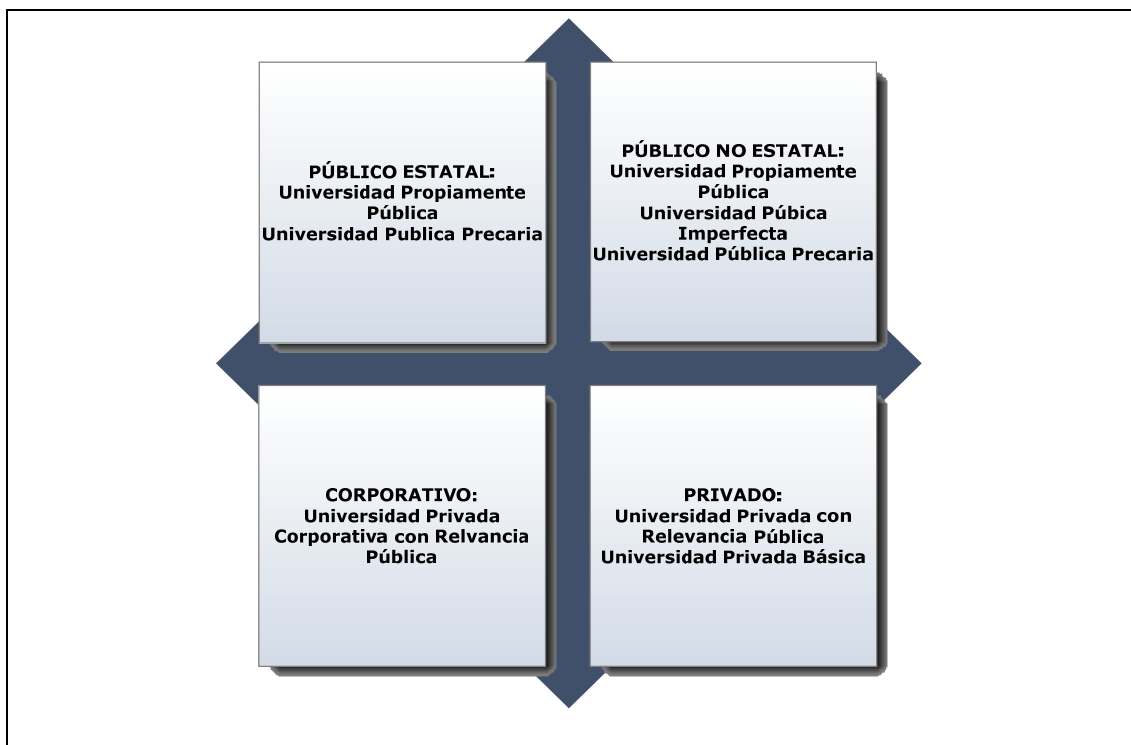 PÚBLICO ESTATAL:
Universidad Propiamente
Pública
Universidad Publica Precaria
PÚBLICO NO ESTATAL:
Universidad Propiamente
Pública
Universidad Púbica
Imperfecta
Universidad Pública Precaria
CORPORATIVO:
Universidad Privada
Corporativa con Relvancia
Pública
PRIVADO:
Universidad Privada con
Relevancia Pública
Universidad Privada Básica